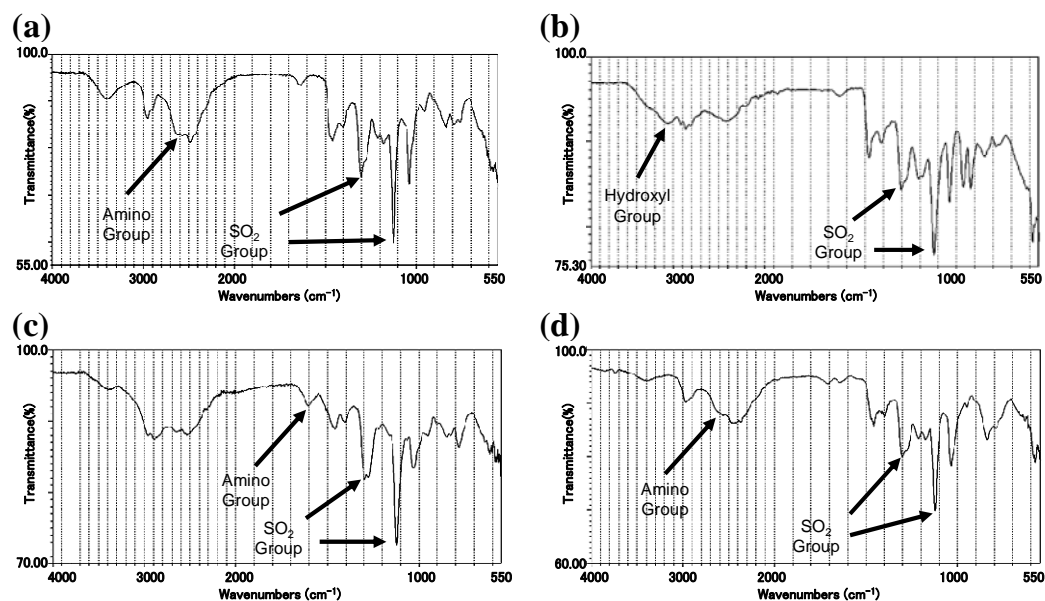 (a)
100.0
Transmittance(%)
Amino
Group
SO₂
Group
55.00
4000 3000 2000 1000 550
Wavenumbers (cm⁻¹)
(b)
100.0
Transmittance(%)
Hydroxyl
Group
SO₂
Group
75.30
4000 3000 2000 1000 550
Wavenumbers (cm⁻¹)
(c)
100.0
Transmittance(%)
Amino
Group
SO₂
Group
70.00
4000 3000 2000 1000 550
Wavenumbers (cm⁻¹)
(d)
100.0
Transmittance(%)
Amino
Group
SO₂
Group
60.00
4000 3000 2000 1000 550
Wavenumbers (cm⁻¹)